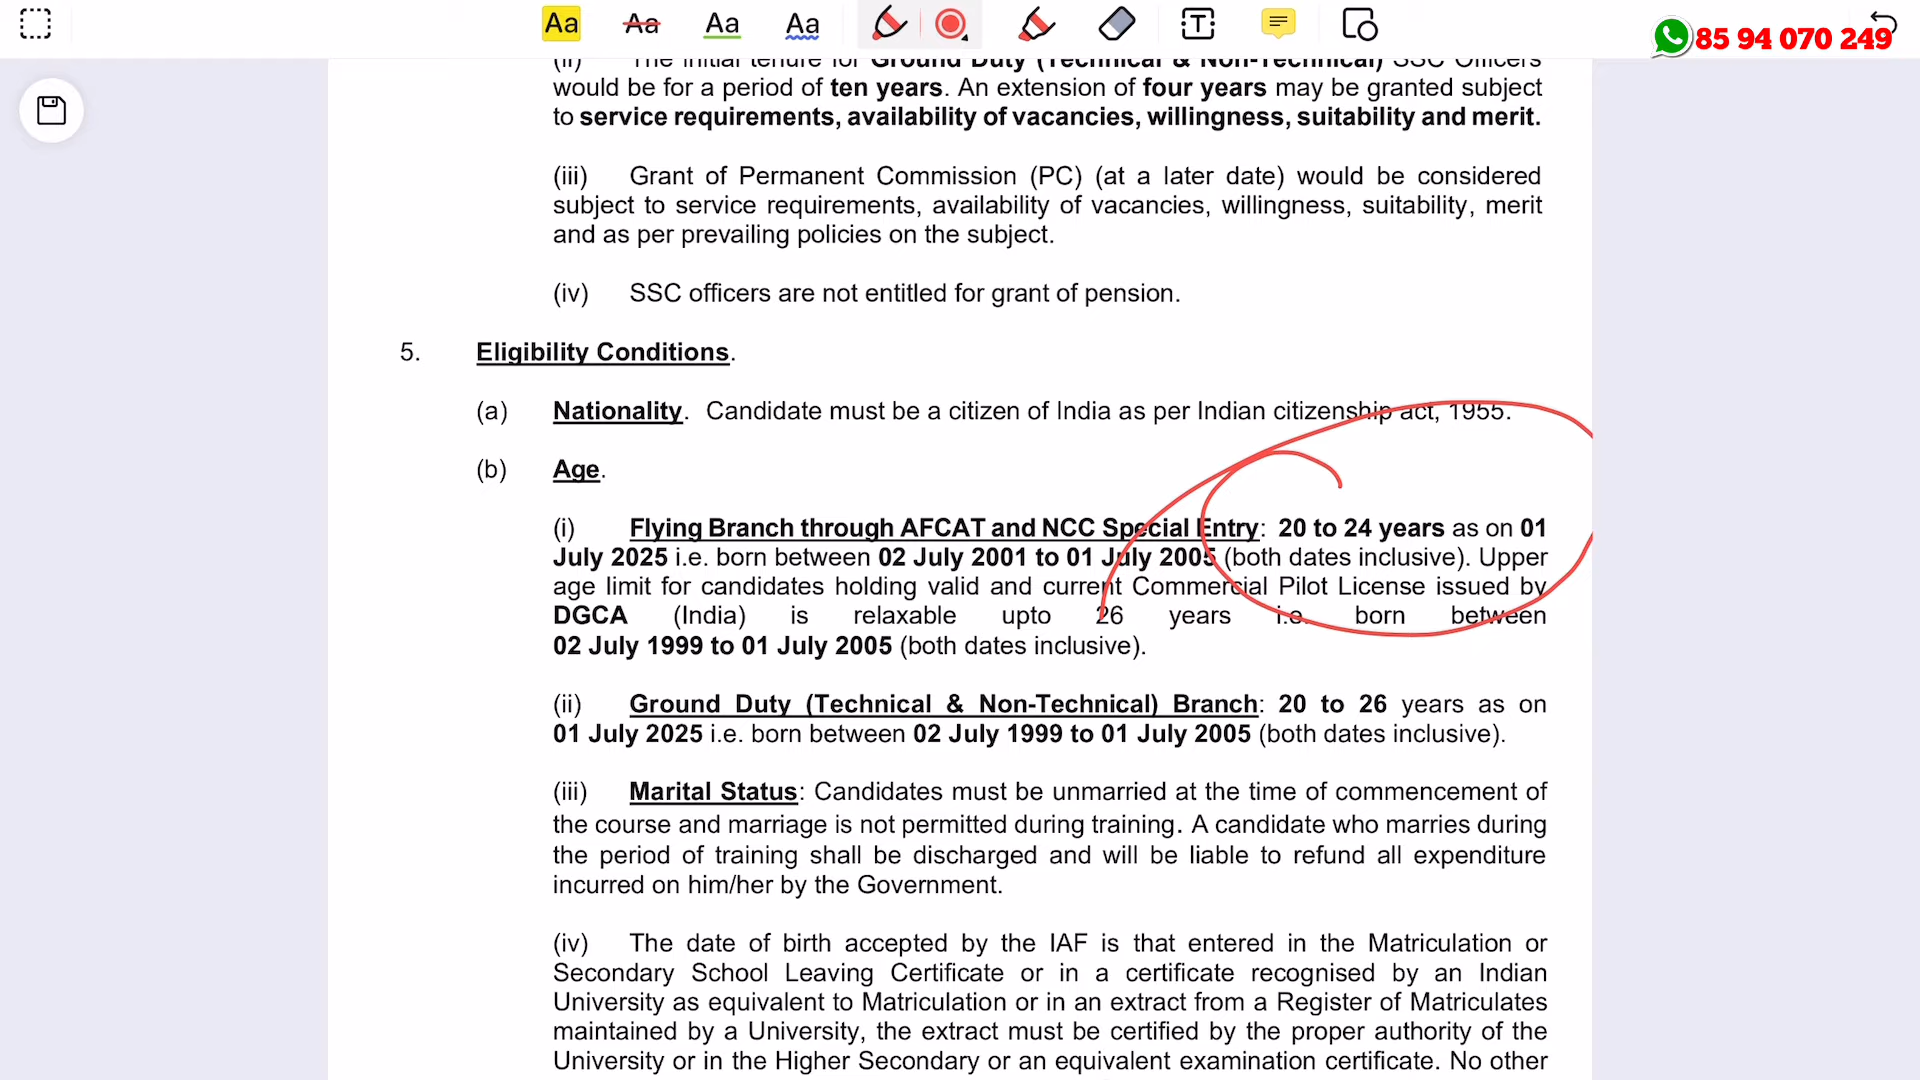 Aa Aa Aa Aa T
85 94 070 249
(ii) The initial tenure for Ground Duty (Technical & Non-Technical) SSC Officers
would be for a period of ten years. An extension of four years may be granted subject
to service requirements, availability of vacancies, willingness, suitability and merit.
(iii) Grant of Permanent Commission (PC) (at a later date) would be considered
subject to service requirements, availability of vacancies, willingness, suitability, merit
and as per prevailing policies on the subject.
(iv) SSC officers are not entitled for grant of pension.
5. Eligibility Conditions.
(a) Nationality. Candidate must be a citizen of India as per Indian citizenship act, 1955.
(b) Age.
(i) Flying Branch through AFCAT and NCC Special Entry: 20 to 24 years as on 01
July 2025 i.e. born between 02 July 2001 to 01 July 2005 (both dates inclusive). Upper
age limit for candidates holding valid and current Commercial Pilot License issued by
DGCA (India) is relaxable upto 26 years i.e. born between
02 July 1999 to 01 July 2005 (both dates inclusive).
(ii) Ground Duty (Technical & Non-Technical) Branch: 20 to 26 years as on
01 July 2025 i.e. born between 02 July 1999 to 01 July 2005 (both dates inclusive).
(iii) Marital Status: Candidates must be unmarried at the time of commencement of
the course and marriage is not permitted during training. A candidate who marries during
the period of training shall be discharged and will be liable to refund all expenditure
incurred on him/her by the Government.
(iv) The date of birth accepted by the IAF is that entered in the Matriculation or
Secondary School Leaving Certificate or in a certificate recognised by an Indian
University as equivalent to Matriculation or in an extract from a Register of Matriculates
maintained by a University, the extract must be certified by the proper authority of the
University or in the Higher Secondary or an equivalent examination certificate. No other